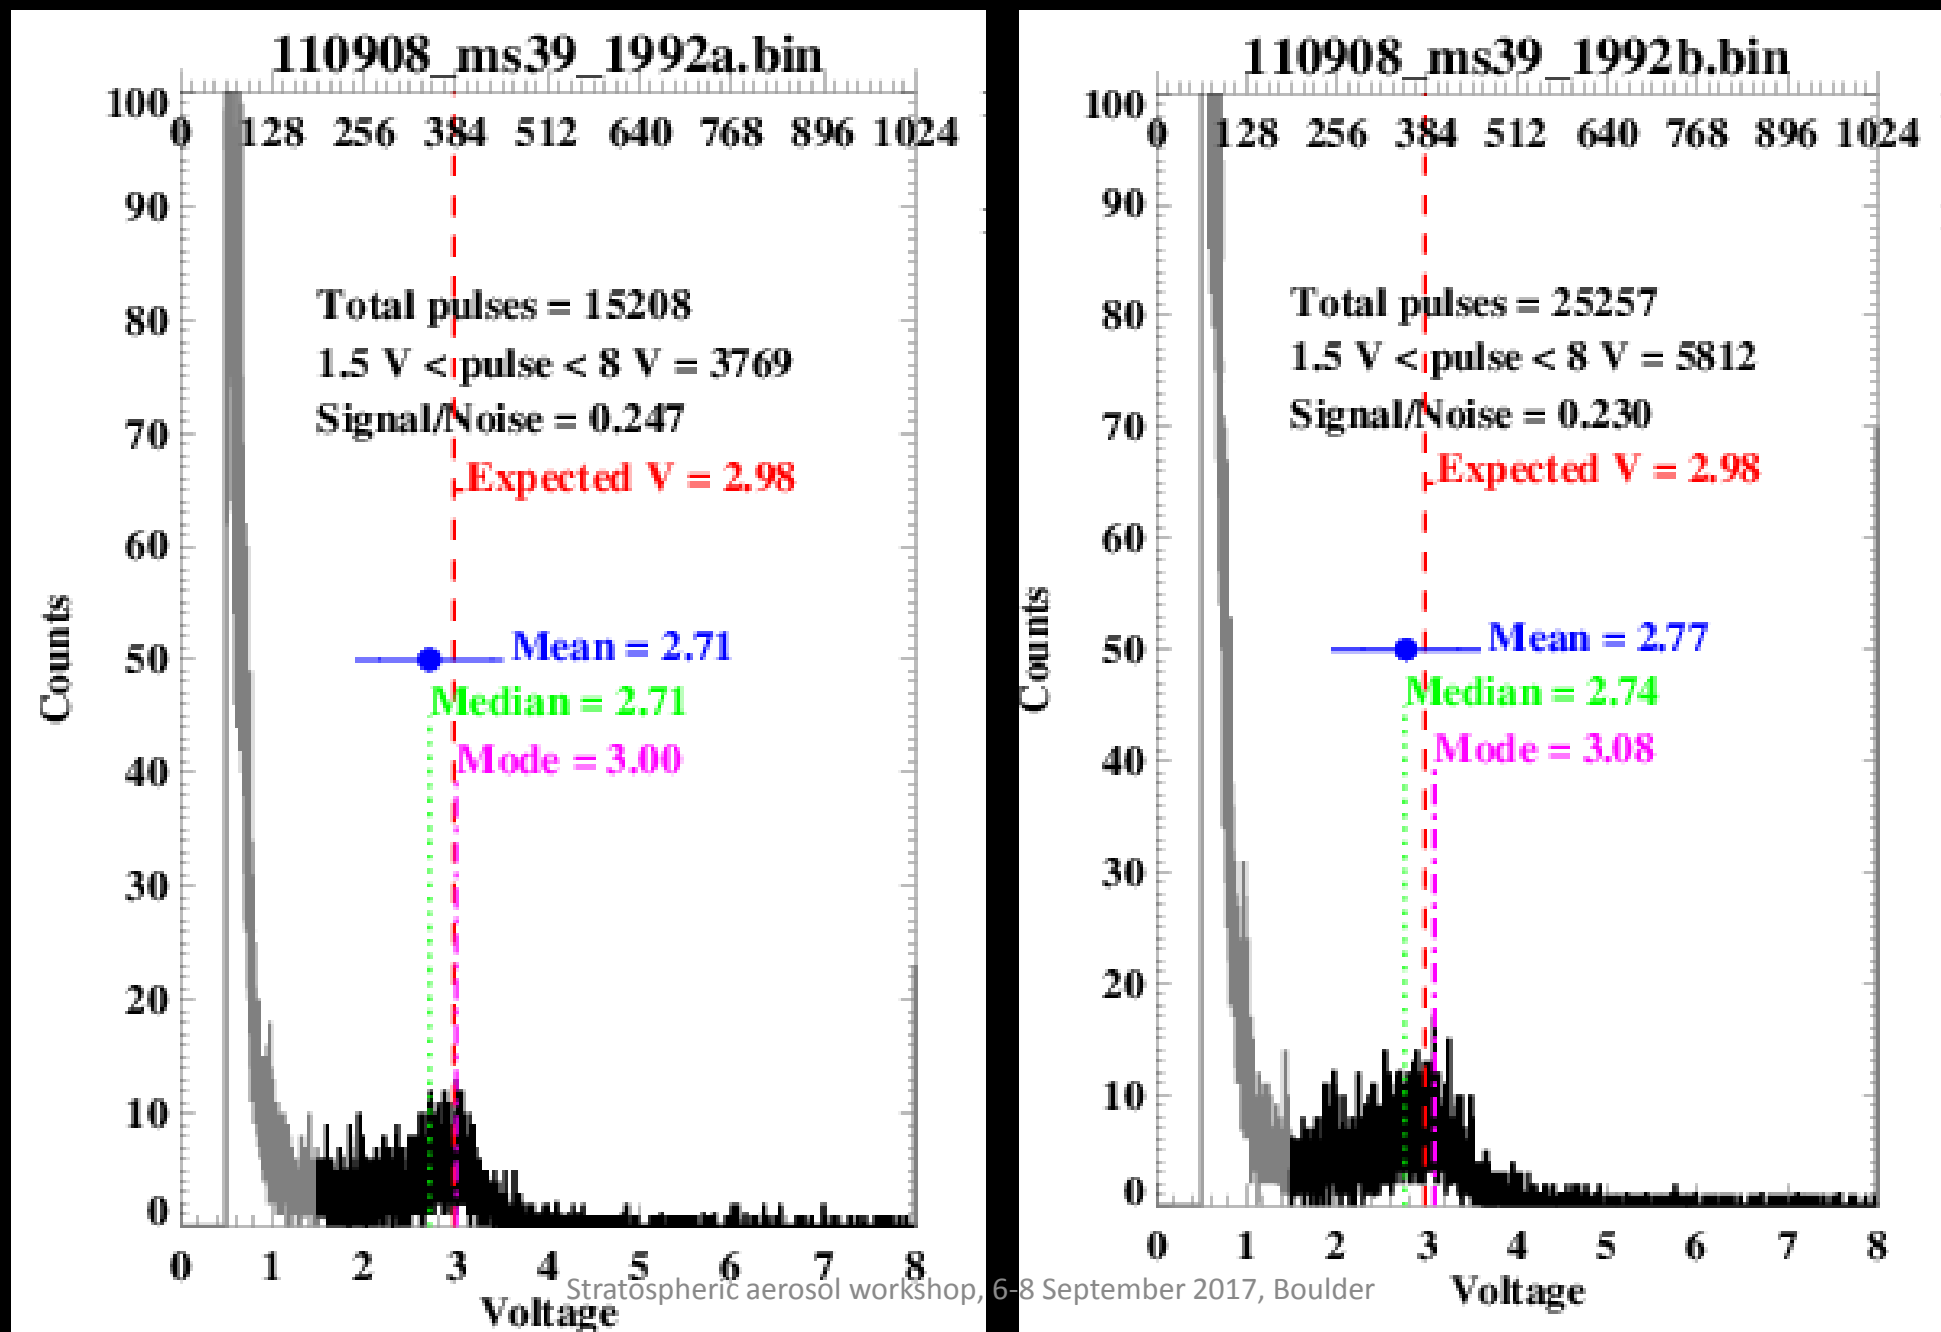 110908_ms39_1992a.bin
100
0 128 256 384 512 640 768 896 1024
90
Total pulses = 15208
80
1.5 V < pulse < 8 V = 3769
Signal/Noise = 0.247
70
Expected V = 2.98
60
Mean = 2.71
50
Median = 2.71
Mode = 3.00
40
30
20
10
0
Counts
0 1 2 3 4 5 6 7 8
Voltage
110908_ms39_1992b.bin
100
0 128 256 384 512 640 768 896 1024
90
Total pulses = 25257
80
1.5 V < pulse < 8 V = 5812
Signal/Noise = 0.230
70
Expected V = 2.98
60
Mean = 2.77
50
Median = 2.74
Mode = 3.08
40
30
20
10
0
Counts
0 1 2 3 4 5 6 7 8
Voltage
Stratospheric aerosol workshop, 6-8 September 2017, Boulder